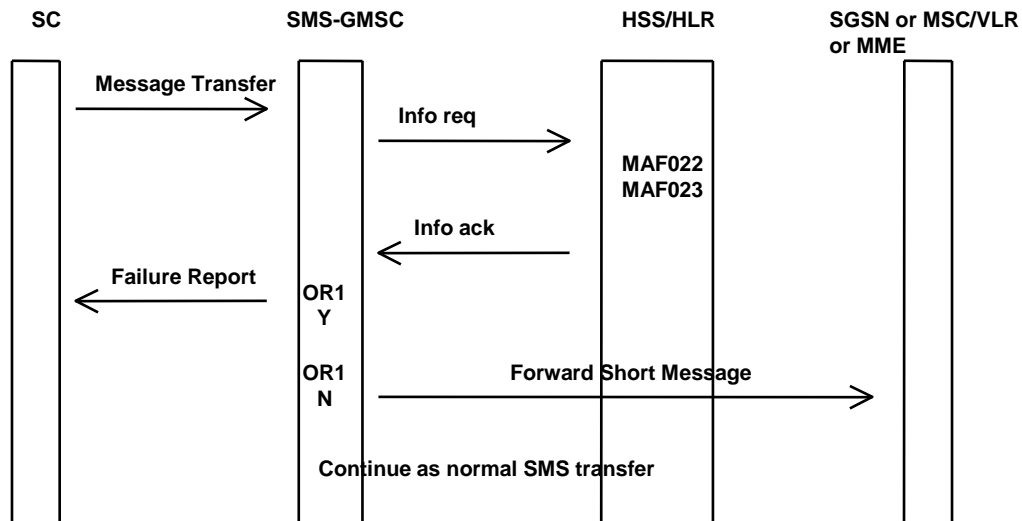 SC
SMS-GMSC
HSS/HLR
SGSN or MSC/VLR
or MME
Message Transfer
Info req
MAF022
MAF023
Info ack
Failure Report
OR1
Y
OR1
N
Forward Short Message
Continue as normal SMS transfer